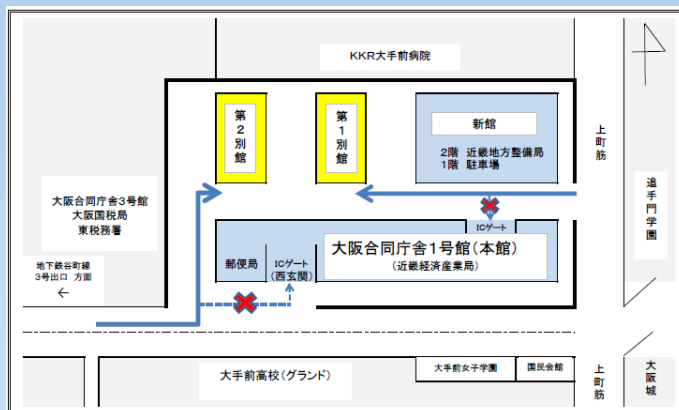 KKR大手前病院
第2別館
第1別館
新館
2階 近畿地方整備局
1階 駐車場
上町筋
追手門学園
大阪合同庁舎3号館
大阪国税局
東税務署
ICゲート
大阪合同庁舎1号館(本館)
(近畿経済産業局)
郵便局
ICゲート
(西玄関)
地下鉄谷町線
3号出口 方面
←
大手前高校(グランド)
大手前女子学園
国民会館
上町筋
大阪城